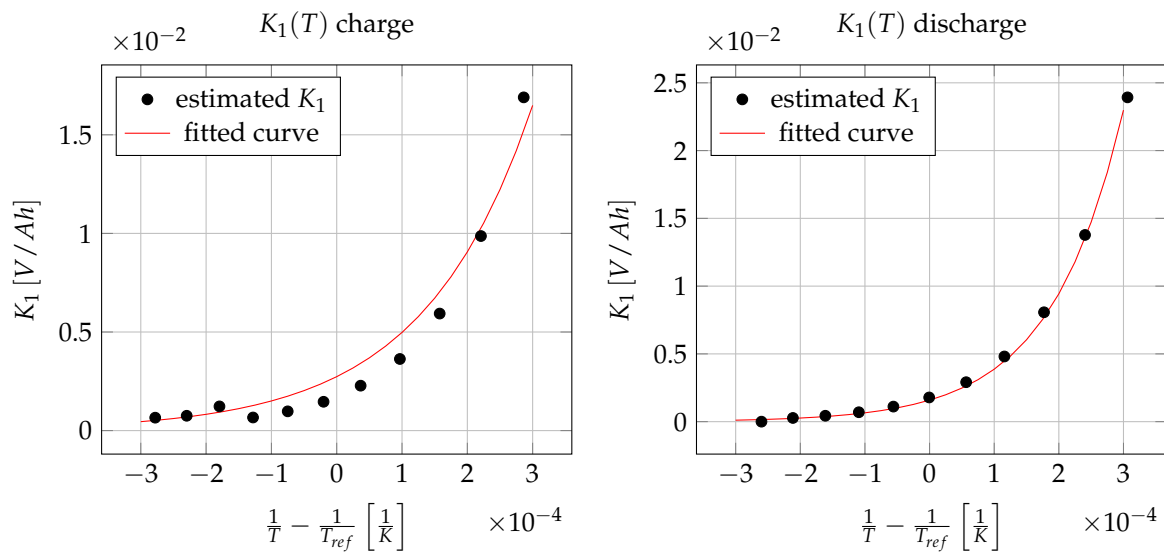 K₁(T) charge
×10⁻²
estimated K₁
fitted curve
1.5
1
0.5
0
K₁ [V / Ah]
−3 −2 −1 0 1 2 3
1/T − 1/T_ref [1/K]
×10⁻⁴
K₁(T) discharge
×10⁻²
estimated K₁
fitted curve
2.5
2
1.5
1
0.5
0
K₁ [V / Ah]
−3 −2 −1 0 1 2 3
1/T − 1/T_ref [1/K]
×10⁻⁴